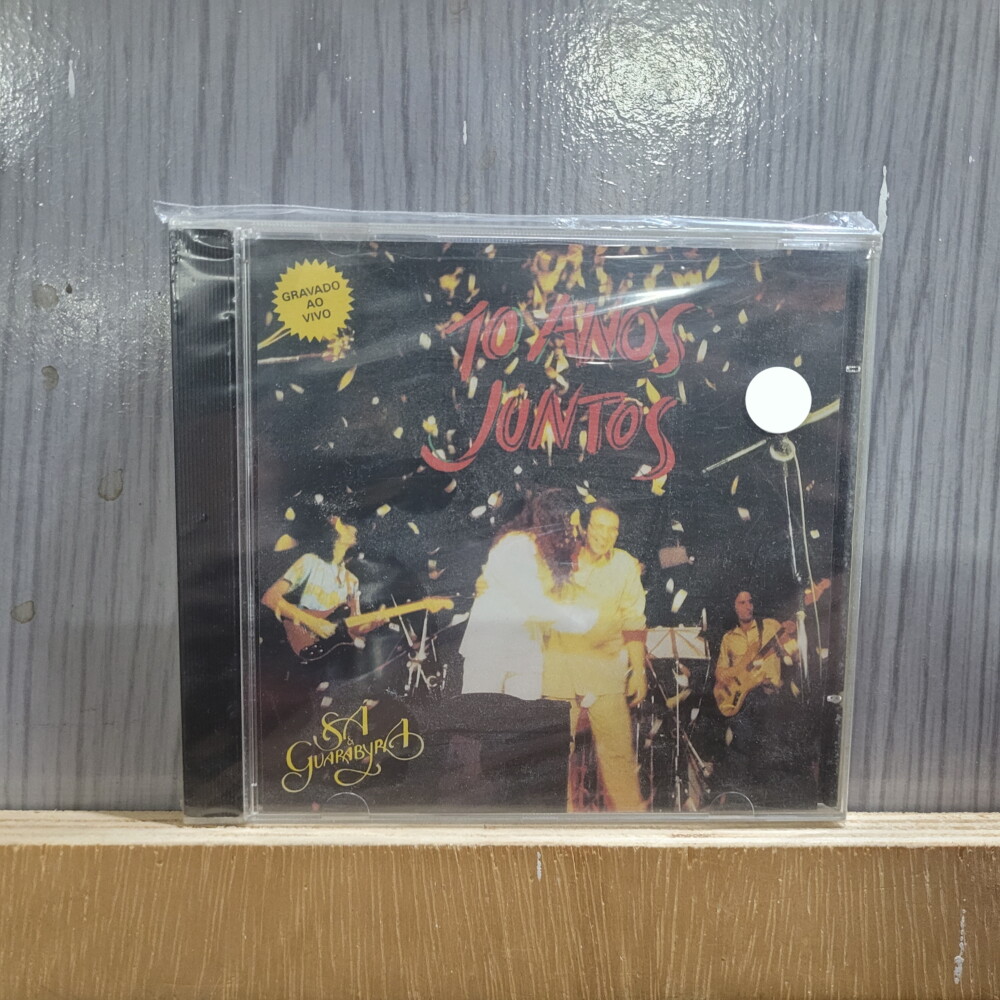 GRAVADO
AO
VIVO
10 ANOS
JUNTOS
SÁ
&
GUARABYRA